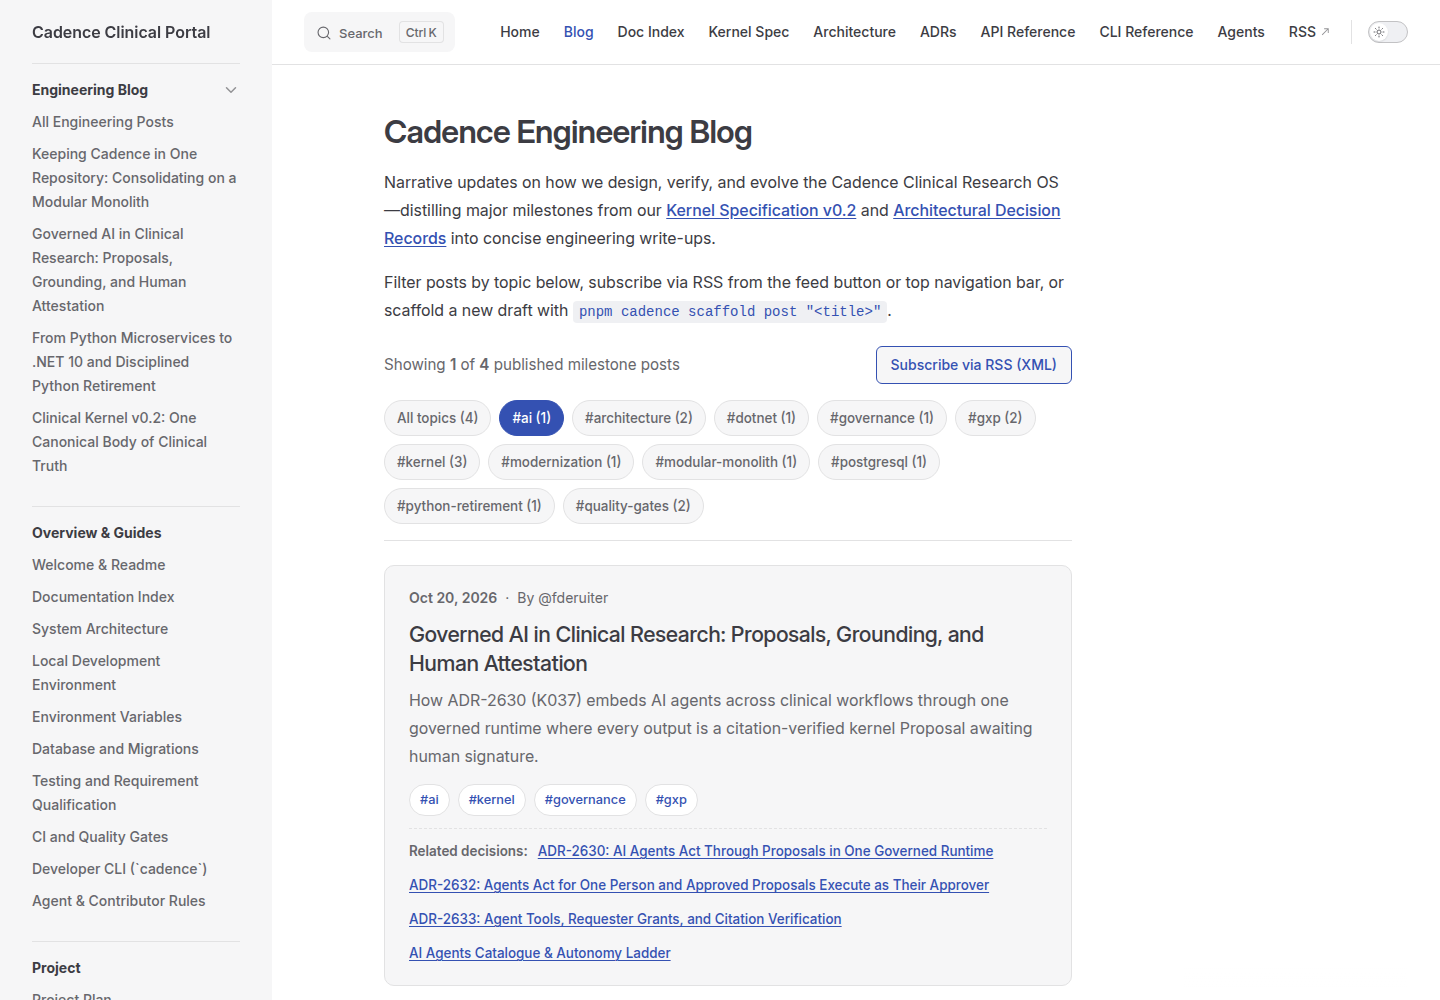 Cadence Clinical Portal
Search
Ctrl K
Home
Blog
Doc Index
Kernel Spec
Architecture
ADRs
API Reference
CLI Reference
Agents
RSS
Engineering Blog
All Engineering Posts
Keeping Cadence in One
Repository: Consolidating on a
Modular Monolith
Governed AI in Clinical
Research: Proposals,
Grounding, and Human
Attestation
From Python Microservices to
.NET 10 and Disciplined
Python Retirement
Clinical Kernel v0.2: One
Canonical Body of Clinical
Truth
Overview & Guides
Welcome & Readme
Documentation Index
System Architecture
Local Development
Environment
Environment Variables
Database and Migrations
Testing and Requirement
Qualification
CI and Quality Gates
Developer CLI (`cadence`)
Agent & Contributor Rules
Project
Project Plan
Cadence Engineering Blog
Narrative updates on how we design, verify, and evolve the Cadence Clinical Research OS
—distilling major milestones from our Kernel Specification v0.2 and Architectural Decision
Records into concise engineering write-ups.
Filter posts by topic below, subscribe via RSS from the feed button or top navigation bar, or
scaffold a new draft with pnpm cadence scaffold post "<title>".
Showing 1 of 4 published milestone posts
Subscribe via RSS (XML)
All topics (4)
#ai (1)
#architecture (2)
#dotnet (1)
#governance (1)
#gxp (2)
#kernel (3)
#modernization (1)
#modular-monolith (1)
#postgresql (1)
#python-retirement (1)
#quality-gates (2)
Oct 20, 2026 · By @fderuiter
Governed AI in Clinical Research: Proposals, Grounding, and
Human Attestation
How ADR-2630 (K037) embeds AI agents across clinical workflows through one
governed runtime where every output is a citation-verified kernel Proposal awaiting
human signature.
#ai
#kernel
#governance
#gxp
Related decisions: ADR-2630: AI Agents Act Through Proposals in One Governed Runtime
ADR-2632: Agents Act for One Person and Approved Proposals Execute as Their Approver
ADR-2633: Agent Tools, Requester Grants, and Citation Verification
AI Agents Catalogue & Autonomy Ladder